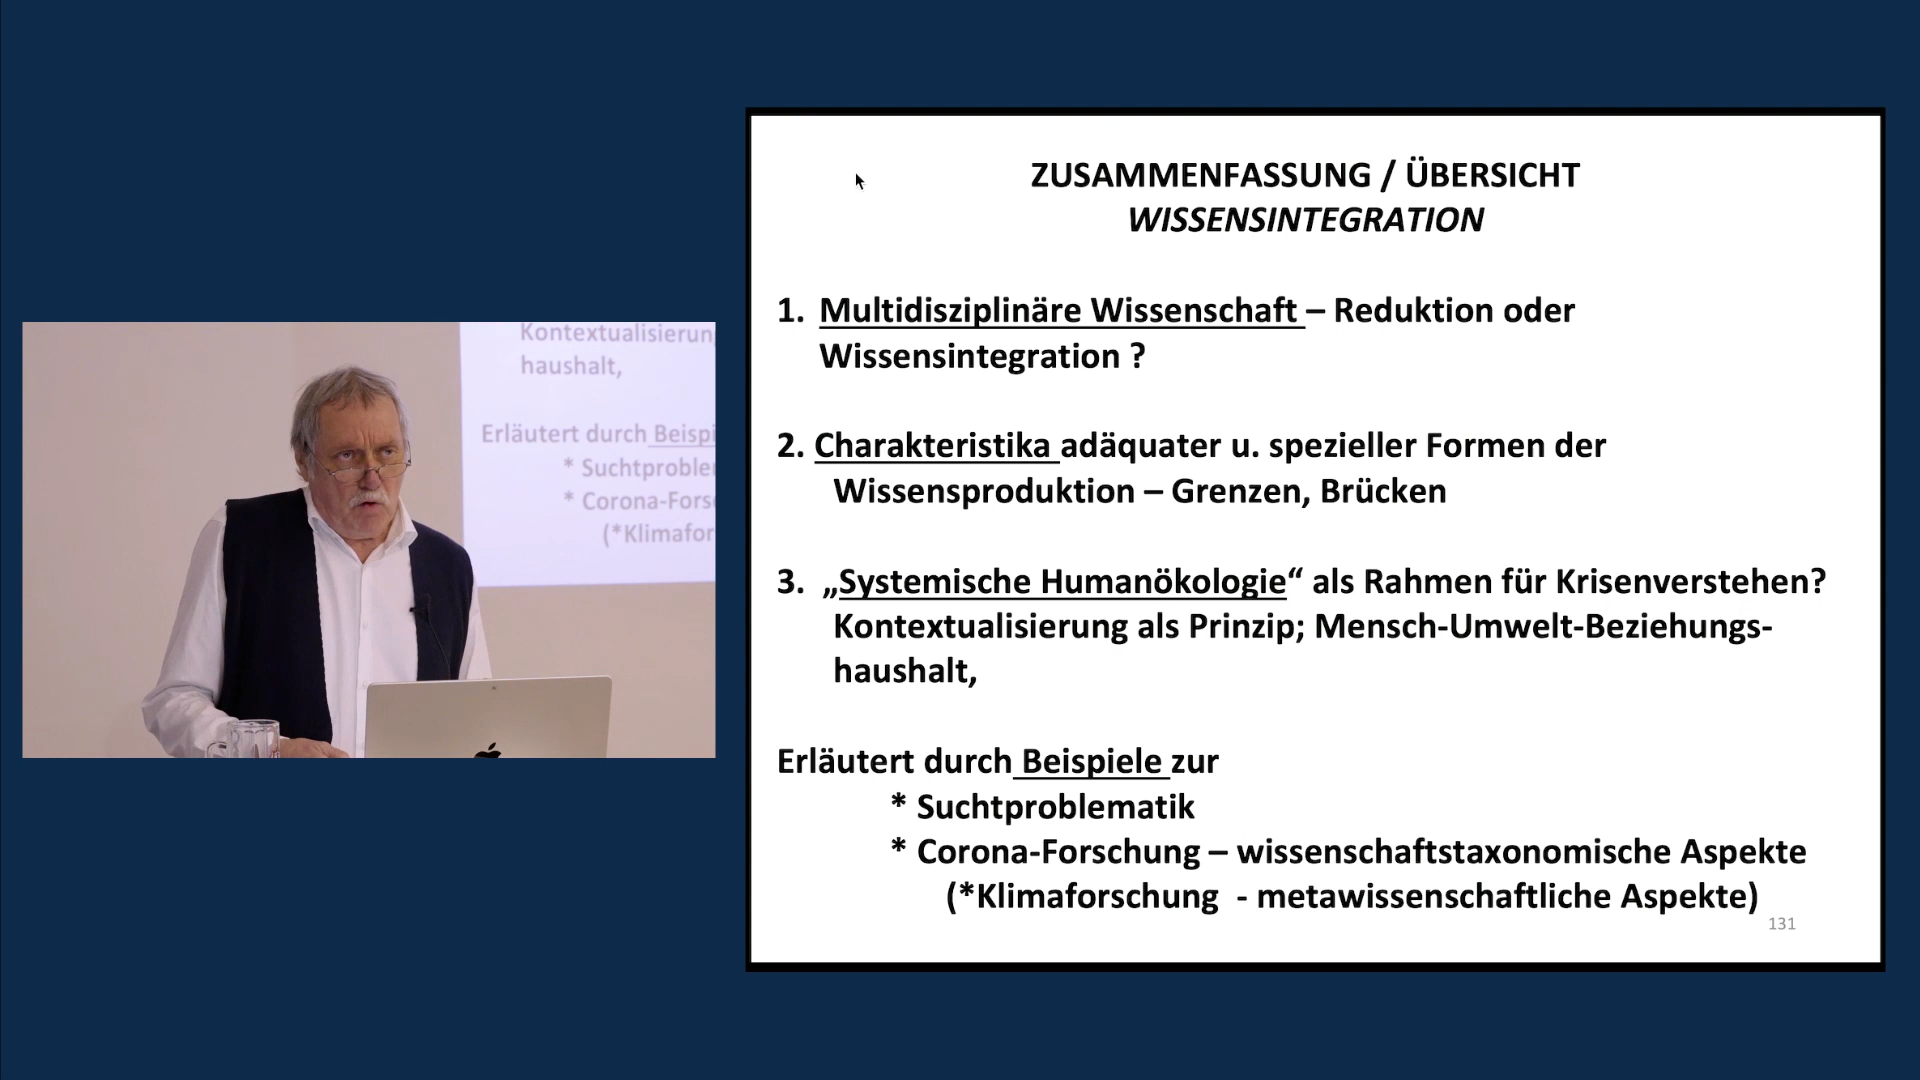 ZUSAMMENFASSUNG / ÜBERSICHT
WISSENSINTEGRATION
1. Multidisziplinäre Wissenschaft – Reduktion oder
Wissensintegration ?
2. Charakteristika adäquater u. spezieller Formen der
Wissensproduktion – Grenzen, Brücken
3. „Systemische Humanökologie“ als Rahmen für Krisenverstehen?
Kontextualisierung als Prinzip; Mensch-Umwelt-Beziehungs-
haushalt,
Erläutert durch Beispiele zur
* Suchtproblematik
* Corona-Forschung – wissenschaftstaxonomische Aspekte
(*Klimaforschung - metawissenschaftliche Aspekte)
131
Kontextualisierun
haushalt,
Erläutert durch Beispi
* Suchtproble
* Corona-Fors
(*Klimafor